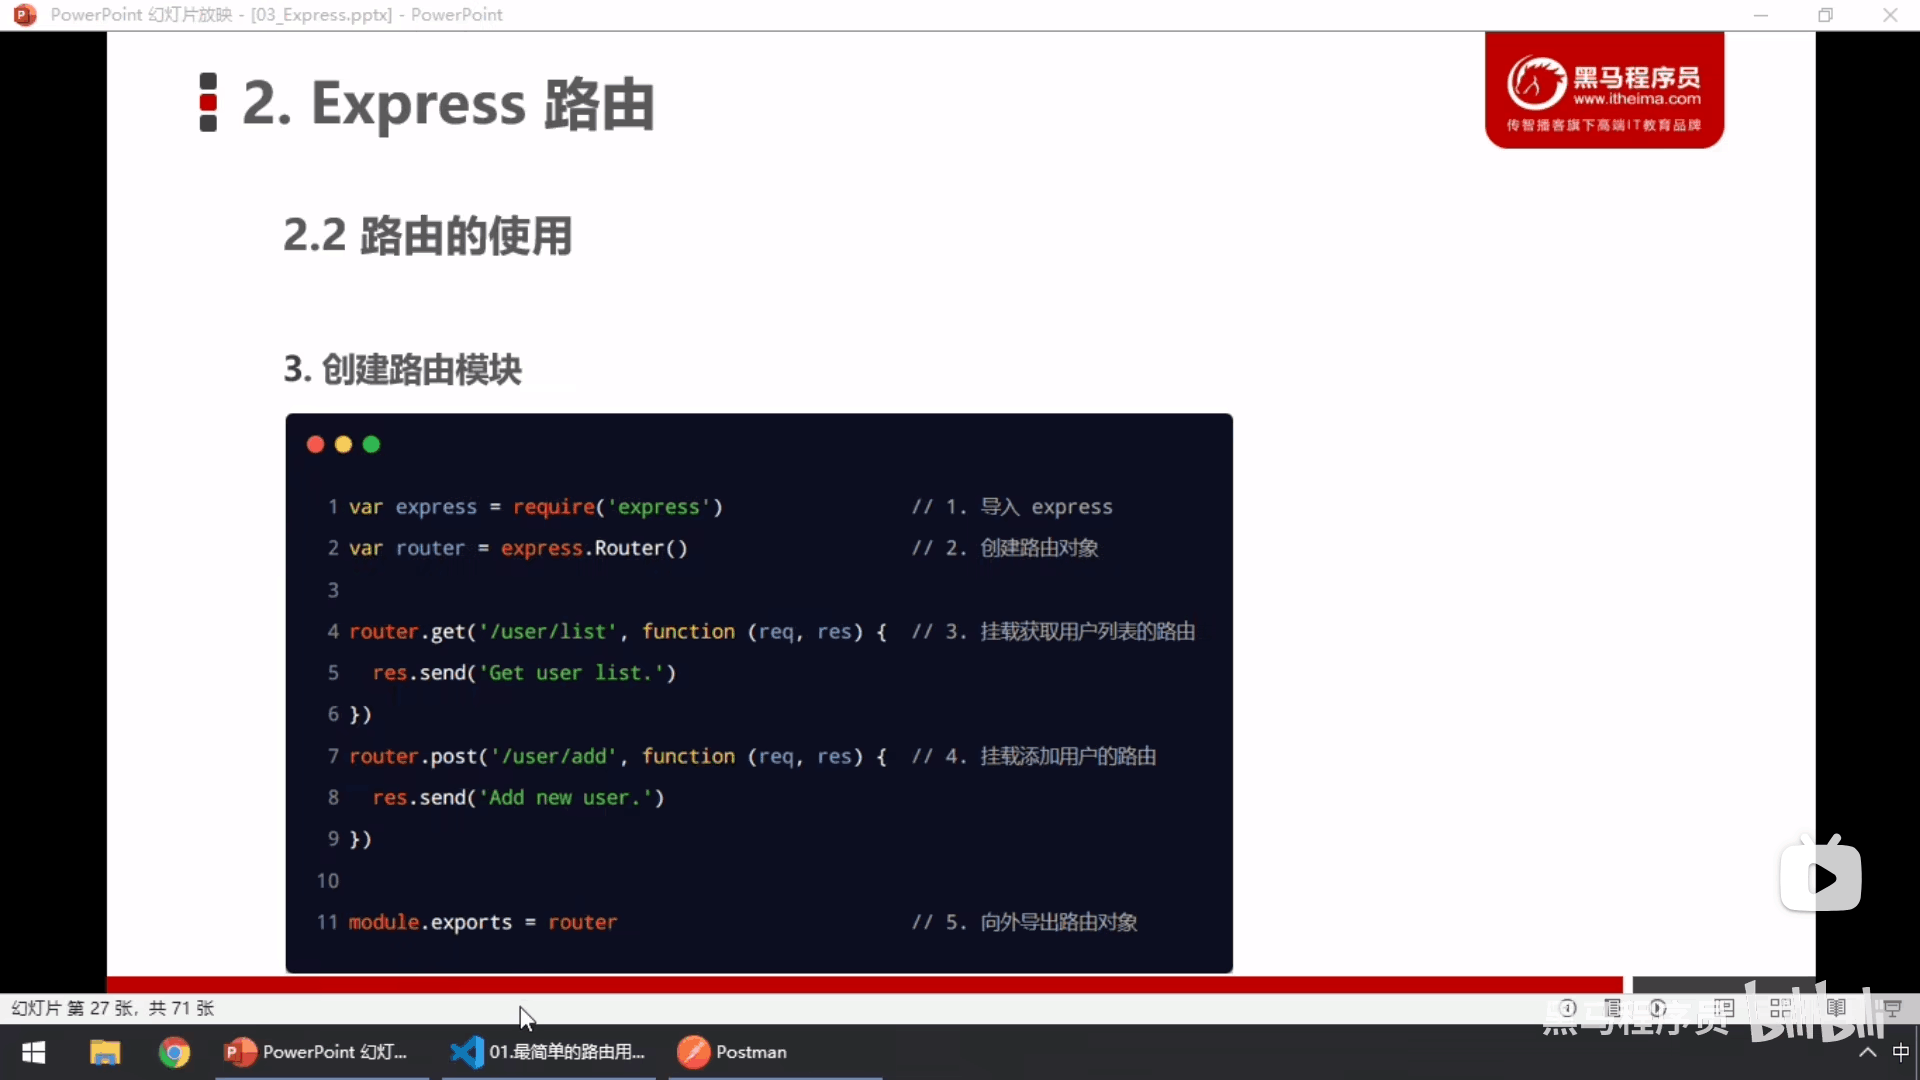 PowerPoint 幻灯片放映 - [03_Express.pptx] - PowerPoint
2. Express 路由
黑马程序员
www.itheima.com
传智播客旗下高端IT教育品牌
2.2 路由的使用
3. 创建路由模块
1 var express = require('express') // 1. 导入 express
2 var router = express.Router() // 2. 创建路由对象
3
4 router.get('/user/list', function (req, res) { // 3. 挂载获取用户列表的路由
5 res.send('Get user list.')
6 })
7 router.post('/user/add', function (req, res) { // 4. 挂载添加用户的路由
8 res.send('Add new user.')
9 })
10
11 module.exports = router // 5. 向外导出路由对象
幻灯片 第 27 张，共 71 张
黑马程序员 bilibili
PowerPoint 幻灯... 01.最简单的路由用... Postman 中